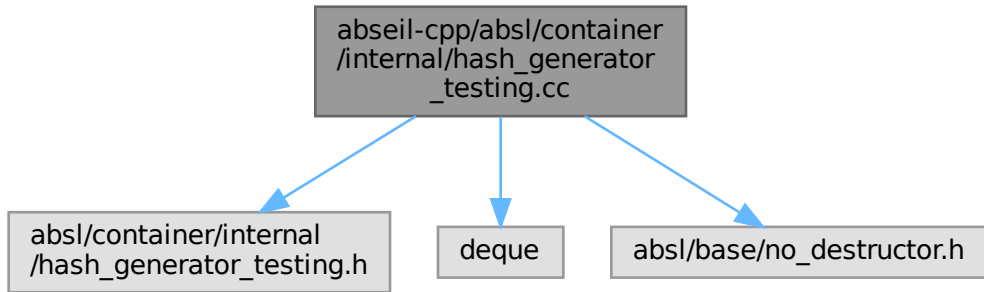 abseil-cpp/absl/container
/internal/hash_generator
_testing.cc
absl/container/internal
/hash_generator_testing.h
deque
absl/base/no_destructor.h